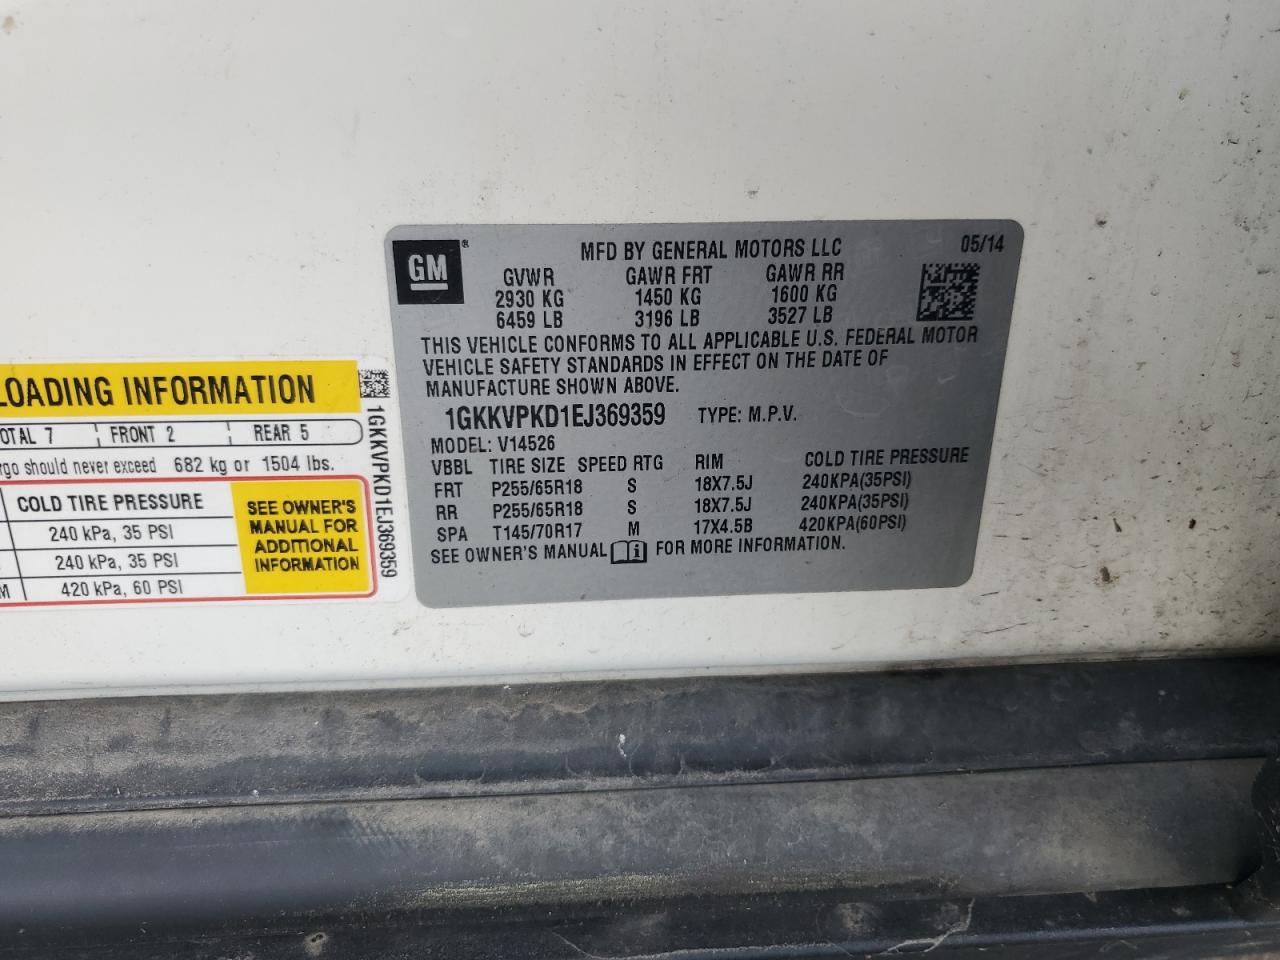 GM ®
MFD BY GENERAL MOTORS LLC 05/14
GVWR GAWR FRT GAWR RR
2930 KG 1450 KG 1600 KG
6459 LB 3196 LB 3527 LB
THIS VEHICLE CONFORMS TO ALL APPLICABLE U.S. FEDERAL MOTOR
VEHICLE SAFETY STANDARDS IN EFFECT ON THE DATE OF
MANUFACTURE SHOWN ABOVE.
1GKKVPKD1EJ369359 TYPE: M.P.V.
MODEL: V14526
VBBL TIRE SIZE SPEED RTG RIM COLD TIRE PRESSURE
FRT P255/65R18 S 18X7.5J 240KPA(35PSI)
RR P255/65R18 S 18X7.5J 240KPA(35PSI)
SPA T145/70R17 M 17X4.5B 420KPA(60PSI)
SEE OWNER'S MANUAL i FOR MORE INFORMATION.
LOADING INFORMATION
OTAL 7 FRONT 2 REAR 5
rgo should never exceed 682 kg or 1504 lbs.
COLD TIRE PRESSURE
240 kPa, 35 PSI
240 kPa, 35 PSI
M 420 kPa, 60 PSI
SEE OWNER'S
MANUAL FOR
ADDITIONAL
INFORMATION
1GKKVPKD1EJ369359